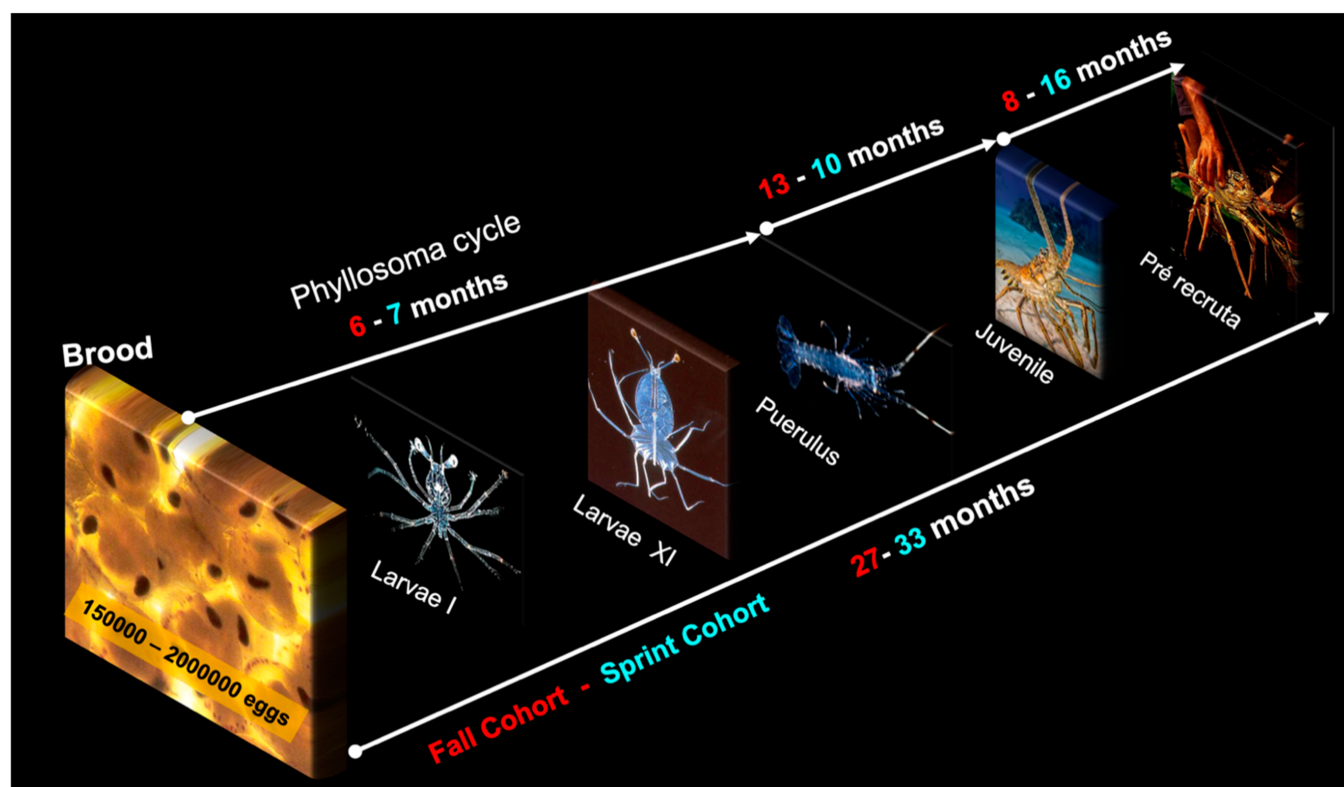 8 - 16 months
13 - 10 months
Phyllosoma cycle
6 - 7 months
Brood
Pré recruta
Juvenile
Puerulus
Larvae XI
Larvae I
27- 33 months
150000 – 2000000 eggs
Fall Cohort - Sprint Cohort